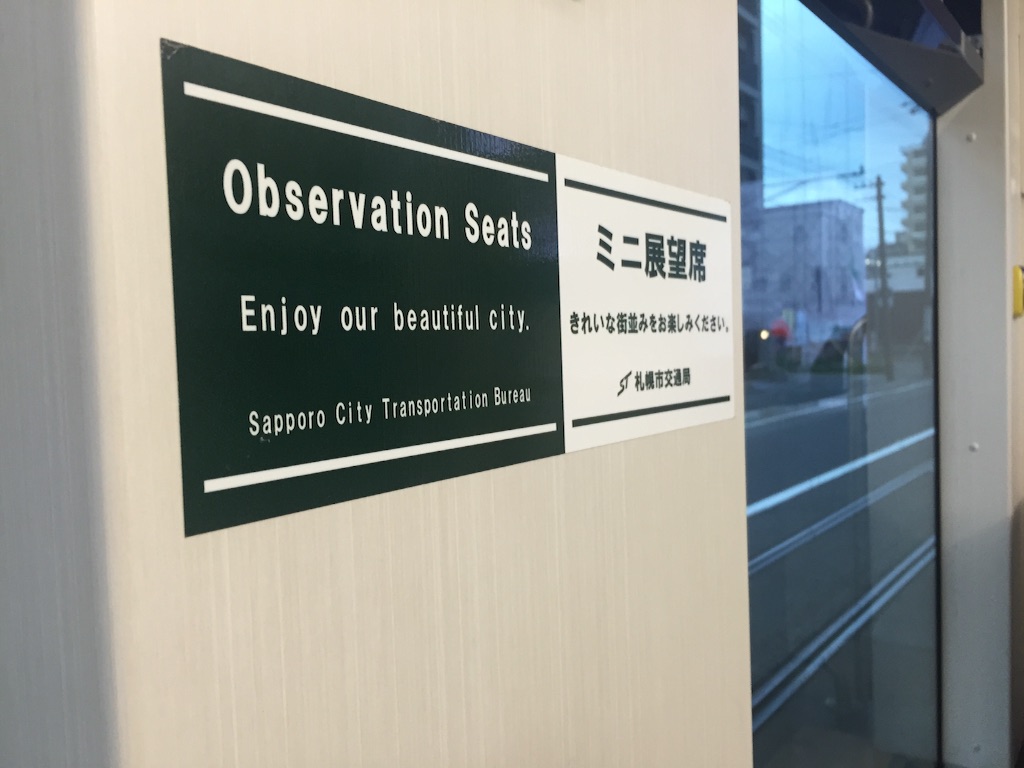 Observation Seats
Enjoy our beautiful city.
Sapporo City Transportation Bureau
ミニ展望席
きれいな街並みをお楽しみください。
ST 札幌市交通局